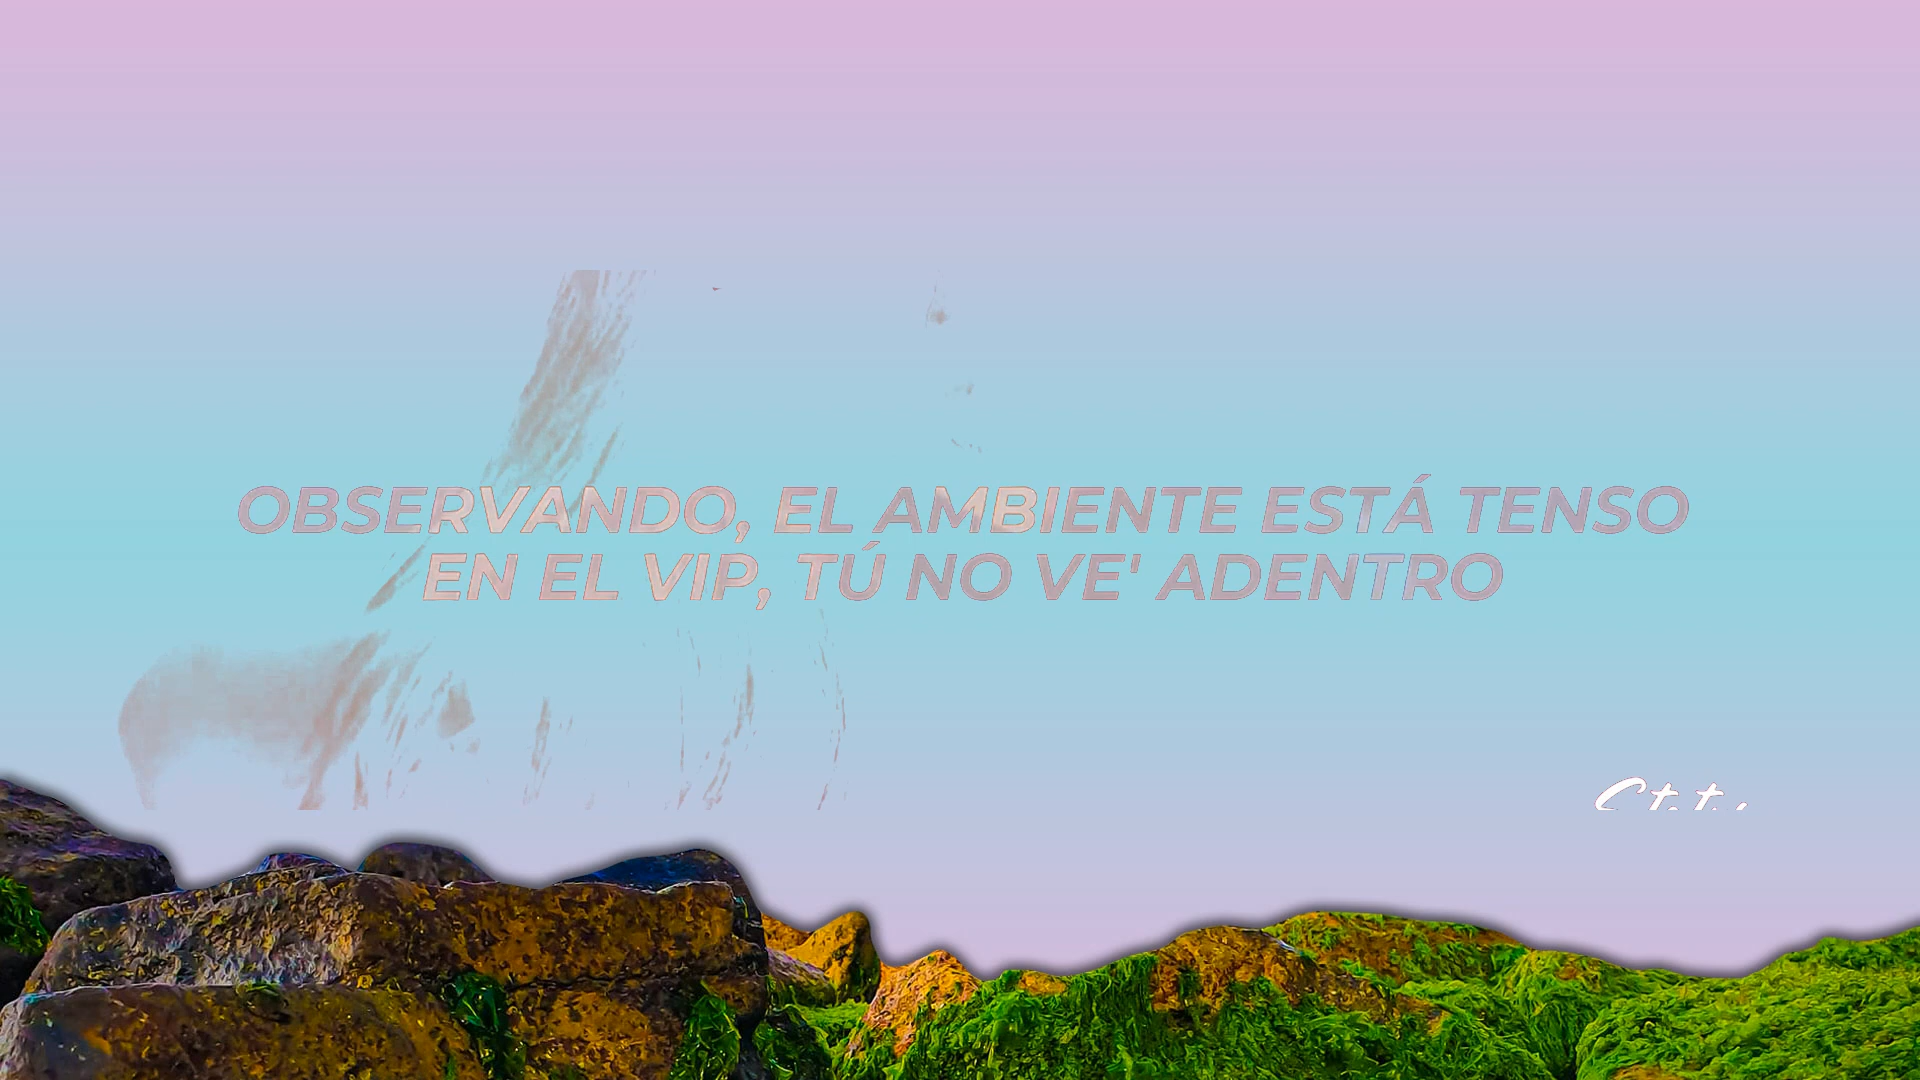 OBSERVANDO, EL AMBIENTE ESTÁ TENSO
EN EL VIP, TÚ NO VE' ADENTRO